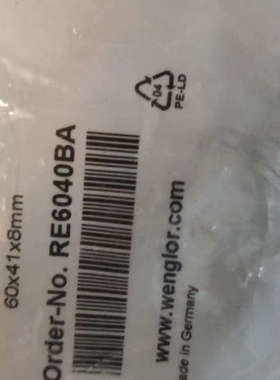 60x41x8mm
Order-No. RE6040BA
04
PE-LD
www.wenglor.com
ade in Germany